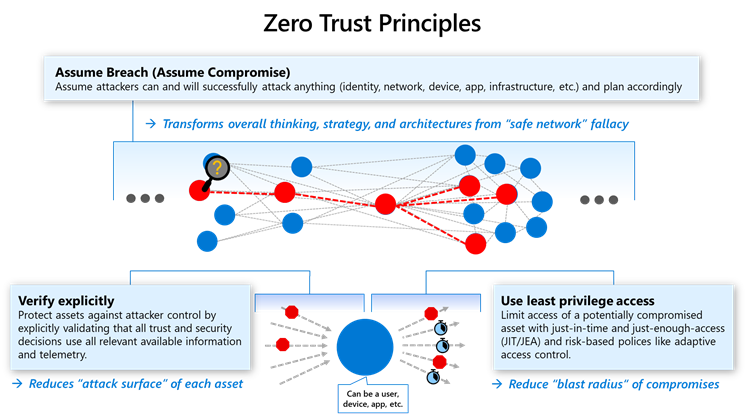 Zero Trust Principles
Assume Breach (Assume Compromise)
Assume attackers can and will successfully attack anything (identity, network, device, app, infrastructure, etc.) and plan accordingly
→ Transforms overall thinking, strategy, and architectures from “safe network” fallacy
?
Verify explicitly
Protect assets against attacker control by
explicitly validating that all trust and security
decisions use all relevant available information
and telemetry.
→ Reduces “attack surface” of each asset
Can be a user,
device, app, etc.
Use least privilege access
Limit access of a potentially compromised
asset with just-in-time and just-enough-access
(JIT/JEA) and risk-based polices like adaptive
access control.
→ Reduce “blast radius” of compromises